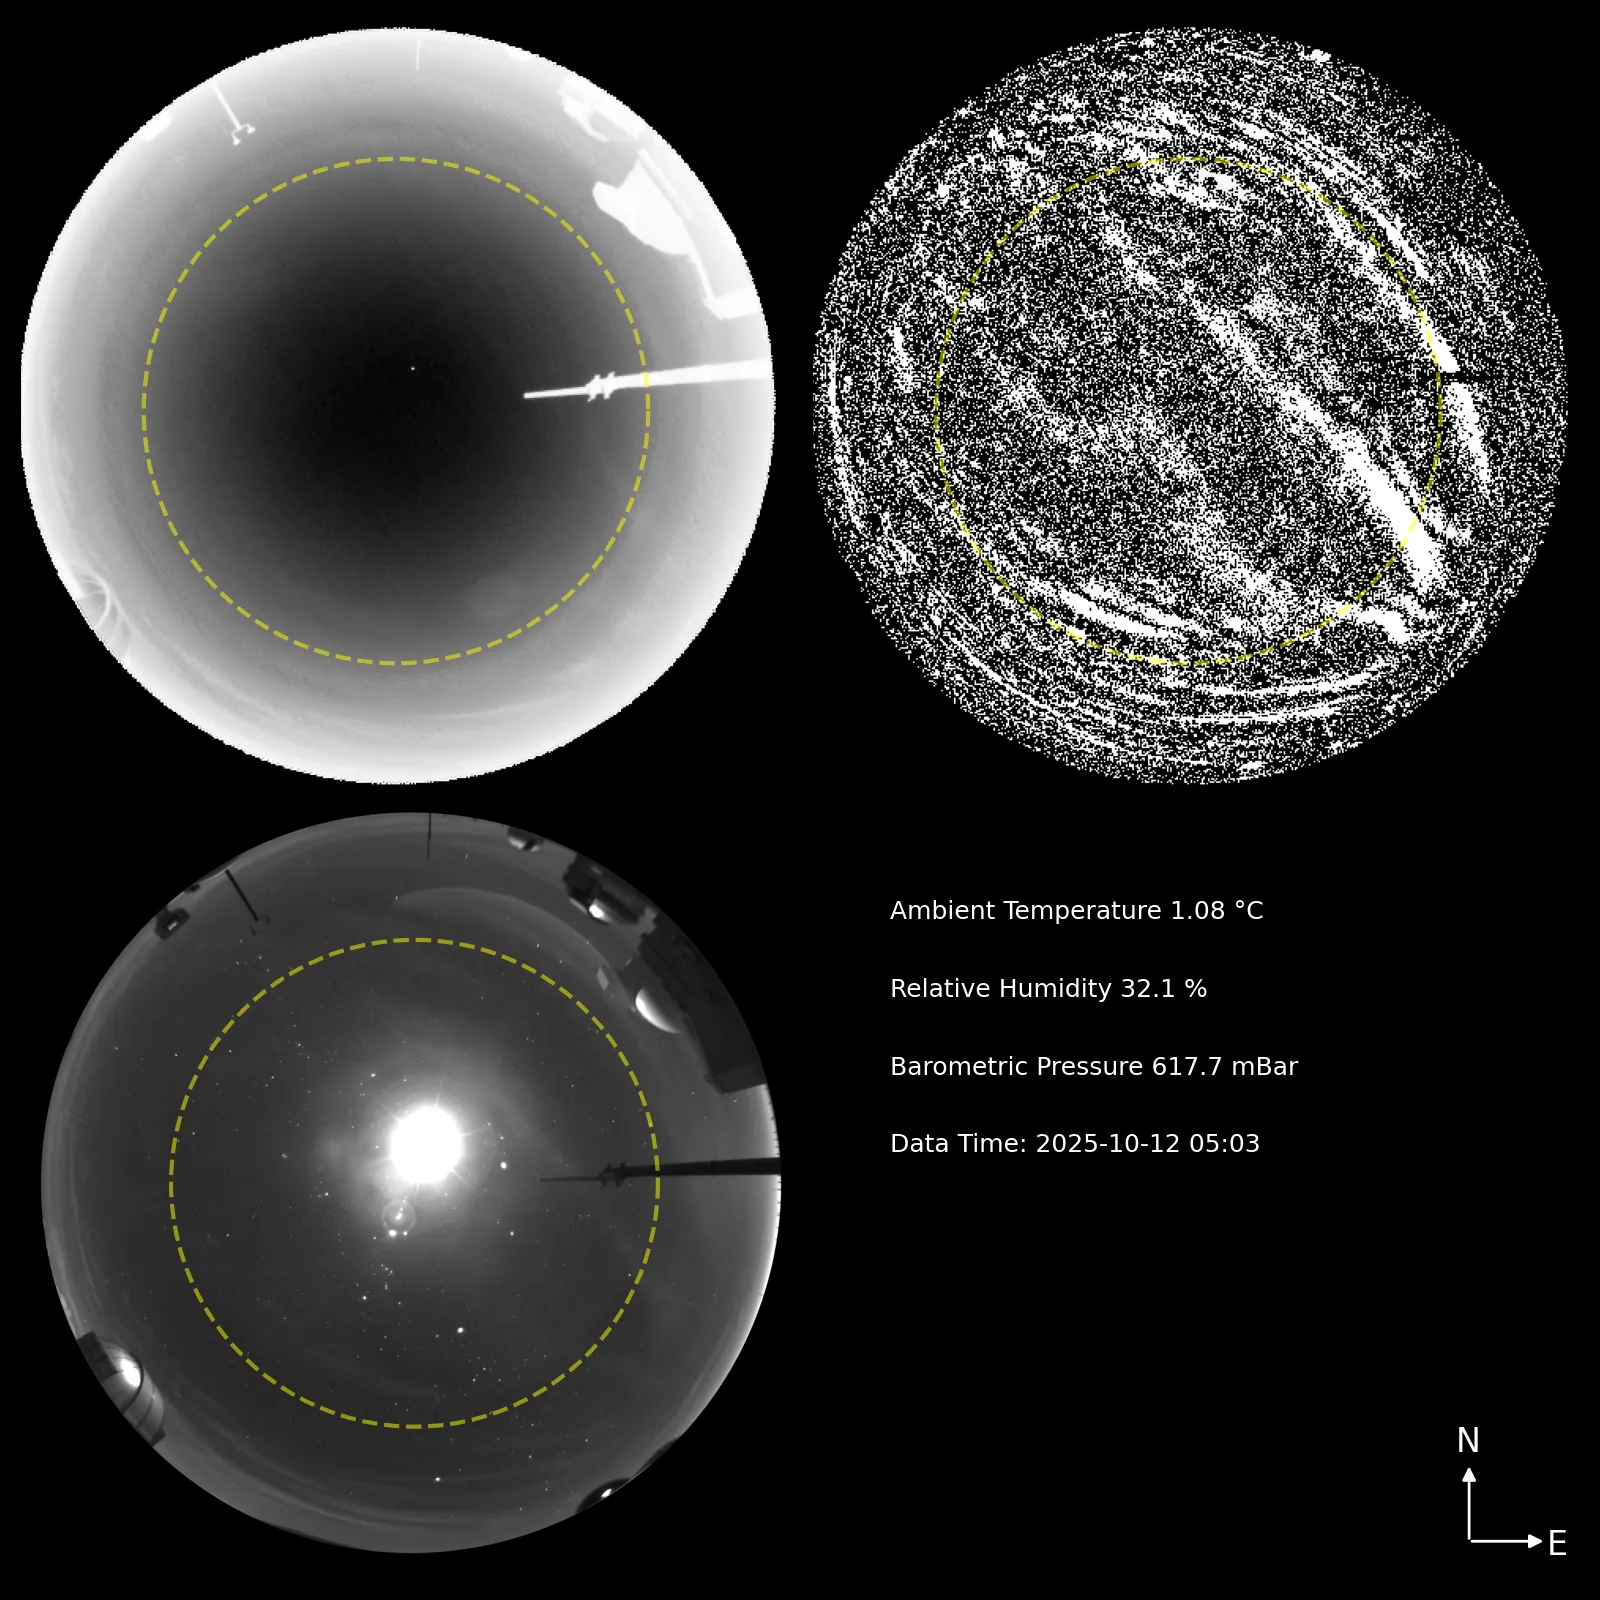 Ambient Temperature 1.08 °C
Relative Humidity 32.1 %
Barometric Pressure 617.7 mBar
Data Time: 2025-10-12 05:03
N
E